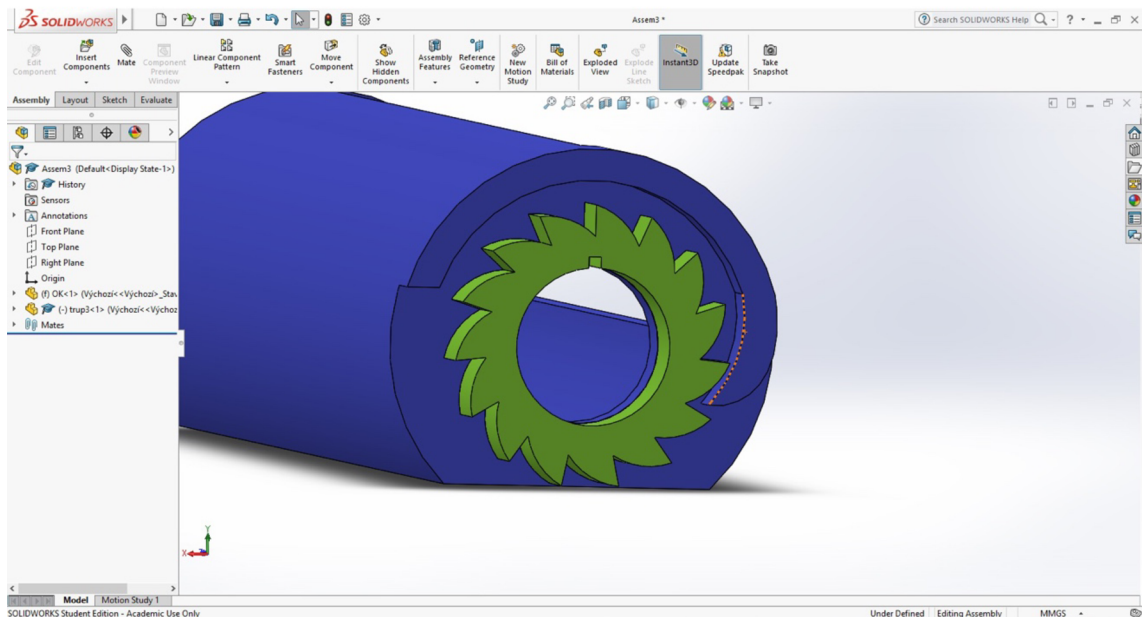 SOLIDWORKS
Assem3 *
Search SOLIDWORKS Help
Edit Component
Insert Components
Mate
Component Preview Window
Linear Component Pattern
Smart Fasteners
Move Component
Show Hidden Components
Assembly Features
Reference Geometry
New Motion Study
Bill of Materials
Exploded View
Explode Line Sketch
Instant3D
Update Speedpak
Take Snapshot
Assembly Layout Sketch Evaluate
Assem3 (Default<Display State-1>)
History
Sensors
Annotations
Front Plane
Top Plane
Right Plane
Origin
(f) OK<1> (Výchozí<<Výchozí>_Stav
(-) trup3<1> (Výchozí<<Výchoz
Mates
Y
X
Model Motion Study 1
SOLIDWORKS Student Edition - Academic Use Only
Under Defined Editing Assembly MMGS